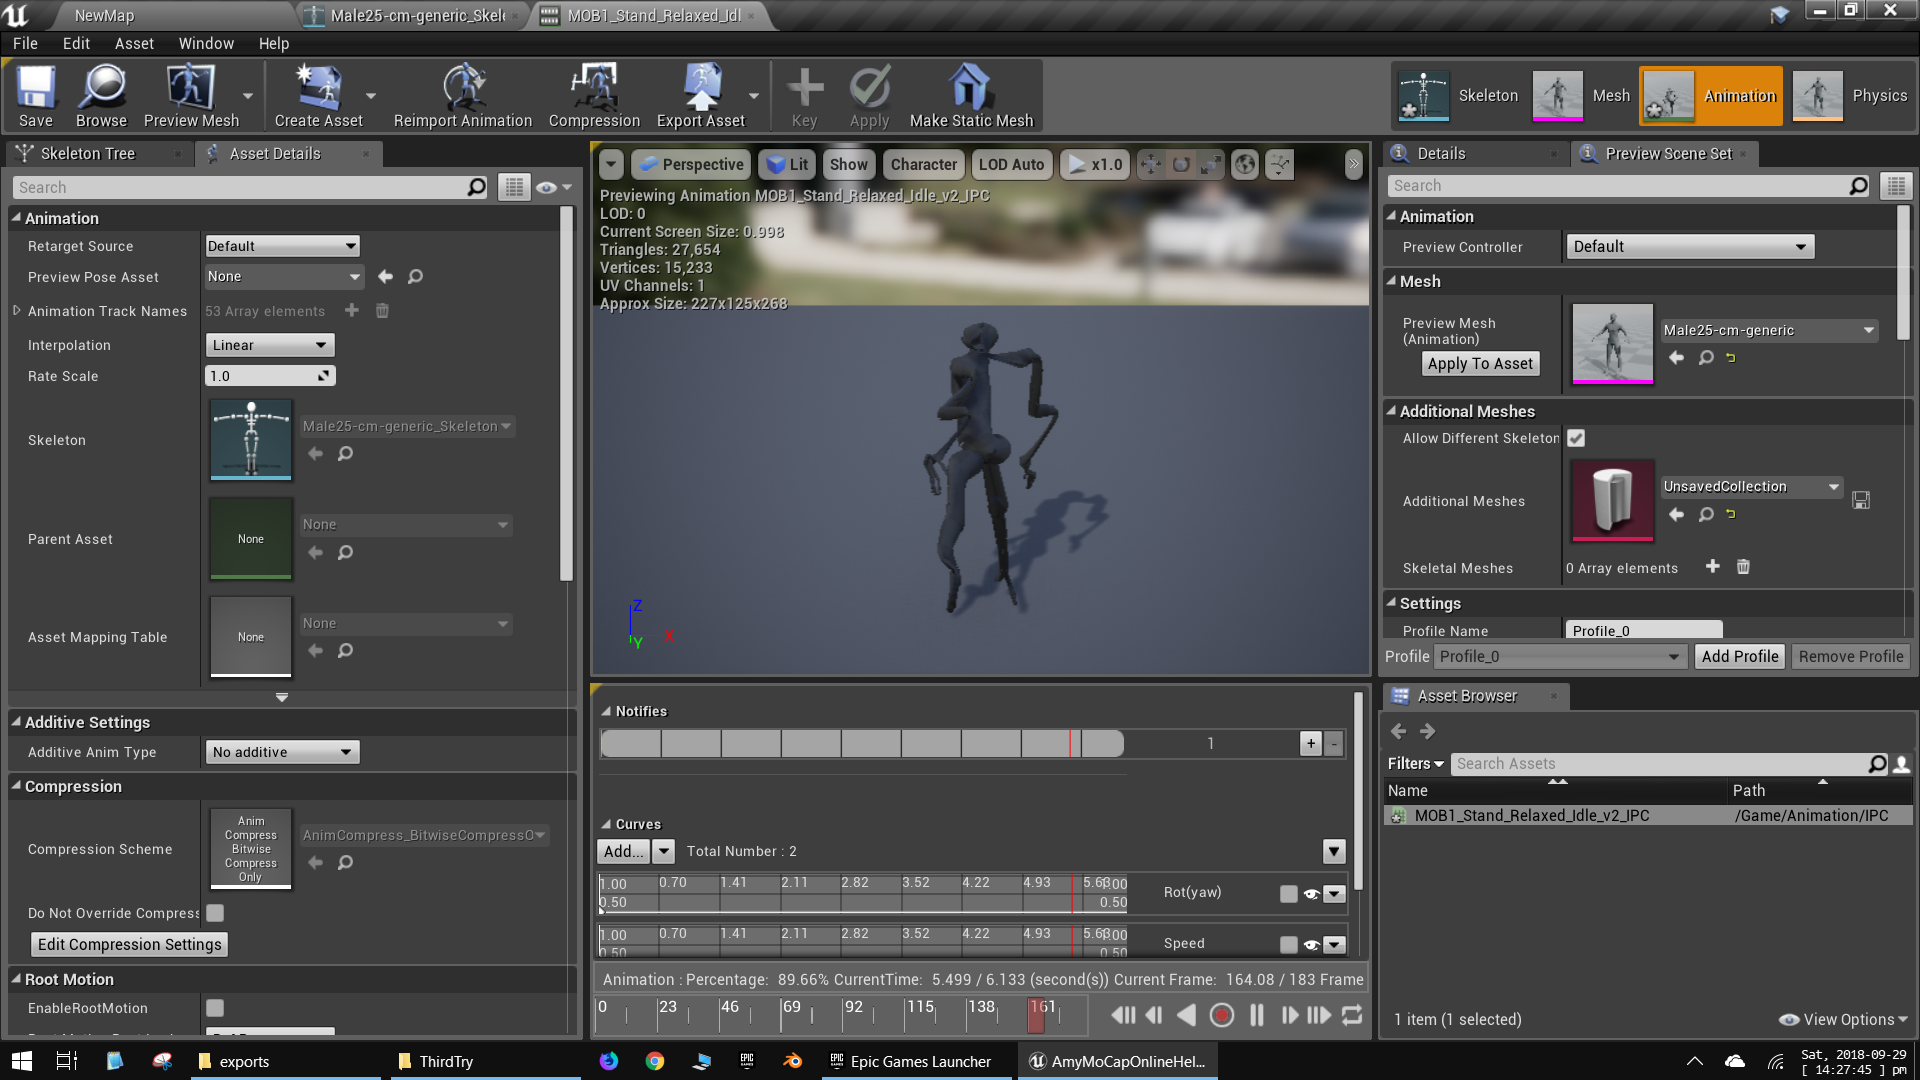 NewMap
Male25-cm-generic_Skele
MOB1_Stand_Relaxed_Idl
File Edit Asset Window Help
Save
Browse
Preview Mesh
Create Asset
Reimport Animation
Compression
Export Asset
Key
Apply
Make Static Mesh
Skeleton
Mesh
Animation
Physics
Skeleton Tree
Asset Details
Search
Animation
Retarget Source
Default
Preview Pose Asset
None
Animation Track Names
53 Array elements
Interpolation
Linear
Rate Scale
1.0
Skeleton
Male25-cm-generic_Skeleton
Parent Asset
None
None
Asset Mapping Table
None
None
Additive Settings
Additive Anim Type
No additive
Compression
Compression Scheme
Anim
Compress
Bitwise
Compress
Only
AnimCompress_BitwiseCompressO
Do Not Override Compress
Edit Compression Settings
Root Motion
EnableRootMotion
Perspective
Lit
Show
Character
LOD Auto
x1.0
Previewing Animation MOB1_Stand_Relaxed_Idle_v2_IPC
LOD: 0
Current Screen Size: 0.998
Triangles: 27,654
Vertices: 15,233
UV Channels: 1
Approx Size: 227x125x268
Z
Y
X
Notifies
1
+
-
Curves
Add...
Total Number : 2
1.00 0.70 1.41 2.11 2.82 3.52 4.22 4.93 5.63 1.00
0.50 0.50
Rot(yaw)
1.00 0.70 1.41 2.11 2.82 3.52 4.22 4.93 5.63 1.00
0.50 0.50
Speed
Animation : Percentage: 89.66% CurrentTime: 5.499 / 6.133 (second(s)) Current Frame: 164.08 / 183 Frame
0 23 46 69 92 115 138 161
Details
Preview Scene Set
Search
Animation
Preview Controller
Default
Mesh
Preview Mesh
(Animation)
Apply To Asset
Male25-cm-generic
Additional Meshes
Allow Different Skeleton
Additional Meshes
UnsavedCollection
Skeletal Meshes
0 Array elements
Settings
Profile Name
Profile_0
Profile
Profile_0
Add Profile
Remove Profile
Asset Browser
Filters
Search Assets
Name
Path
MOB1_Stand_Relaxed_Idle_v2_IPC
/Game/Animation/IPC
1 item (1 selected)
View Options
exports
ThirdTry
EPIC
GAMES
EPIC
GAMES
Epic Games Launcher
AmyMoCapOnlineHel...
Sat, 2018-09-29
[ 14:27:45 ] pm